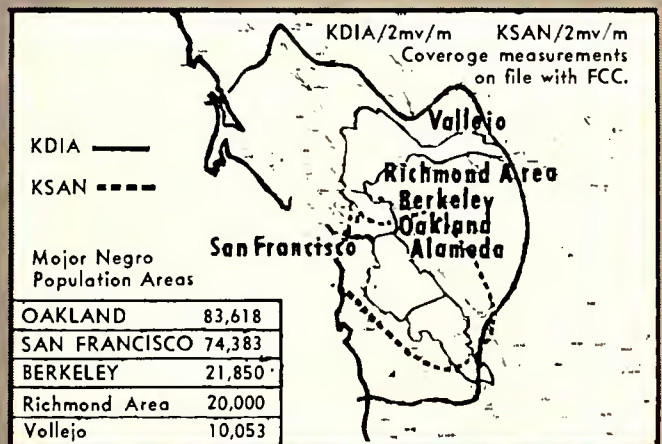 KDIA/2mv/m KSAN/2mv/m
Coveroge measurements
on file with FCC.
KDIA
KSAN
Vallejo
Richmond Area
Berkeley
Oakland
San Francisco Alameda
Mojor Negro
Population Areas
OAKLAND 83,618
SAN FRANCISCO 74,383
BERKELEY 21,850
Richmond Area 20,000
Vollejo 10,053